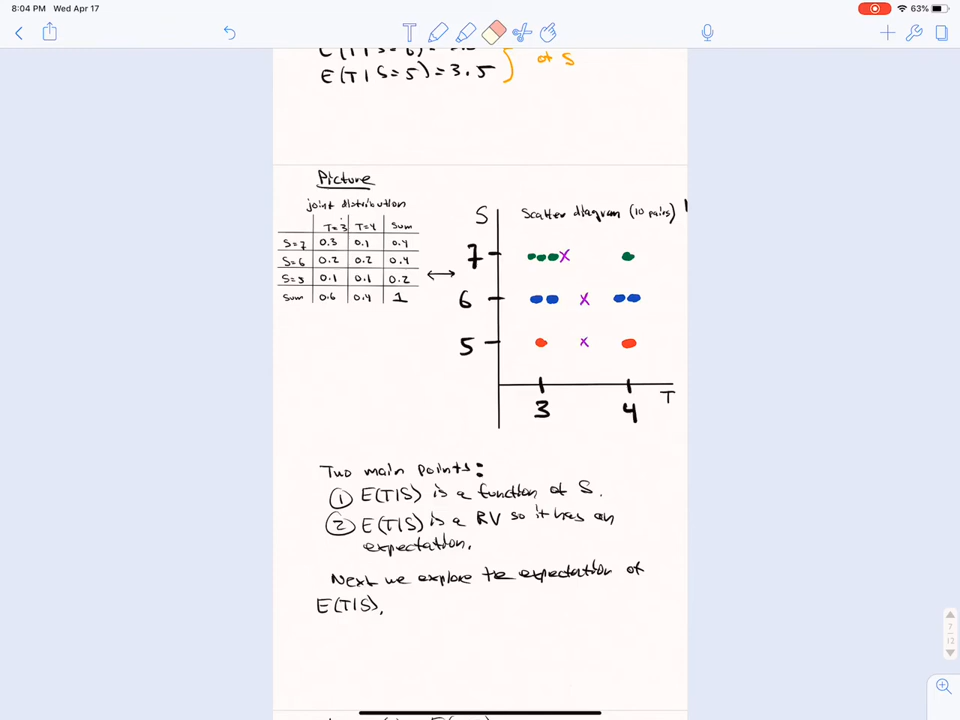 8:04 PM Wed Apr 17
63%
T
E(T|S=5)=3.5
of S
Picture
joint distribution
T=3 T=4 Sum
S=7 0.3 0.1 0.4
S=6 0.2 0.2 0.4
S=5 0.1 0.1 0.2
Sum 0.6 0.4 1
S
Scatter diagram (10 pairs)
7
X
6
X
5
X
3 4
T
Two main points:
① E(T|S) is a function of S.
② E(T|S) is a RV so it has an
expectation.
Next we explore the expectation of
E(T|S).
7
12